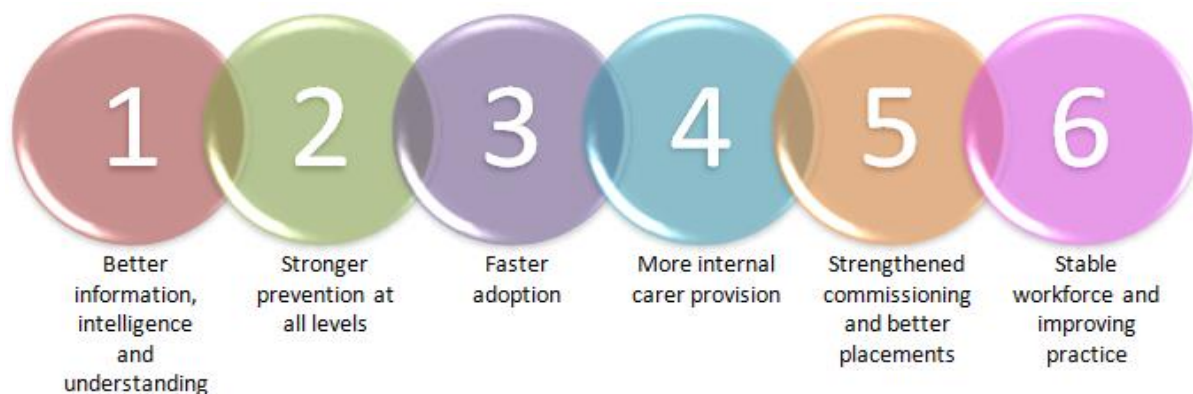 1
2
3
4
5
6
Better
information,
intelligence
and
understanding
Stronger
prevention at
all levels
Faster
adoption
More internal
carer provision
Strengthened
commissioning
and better
placements
Stable
workforce and
improving
practice